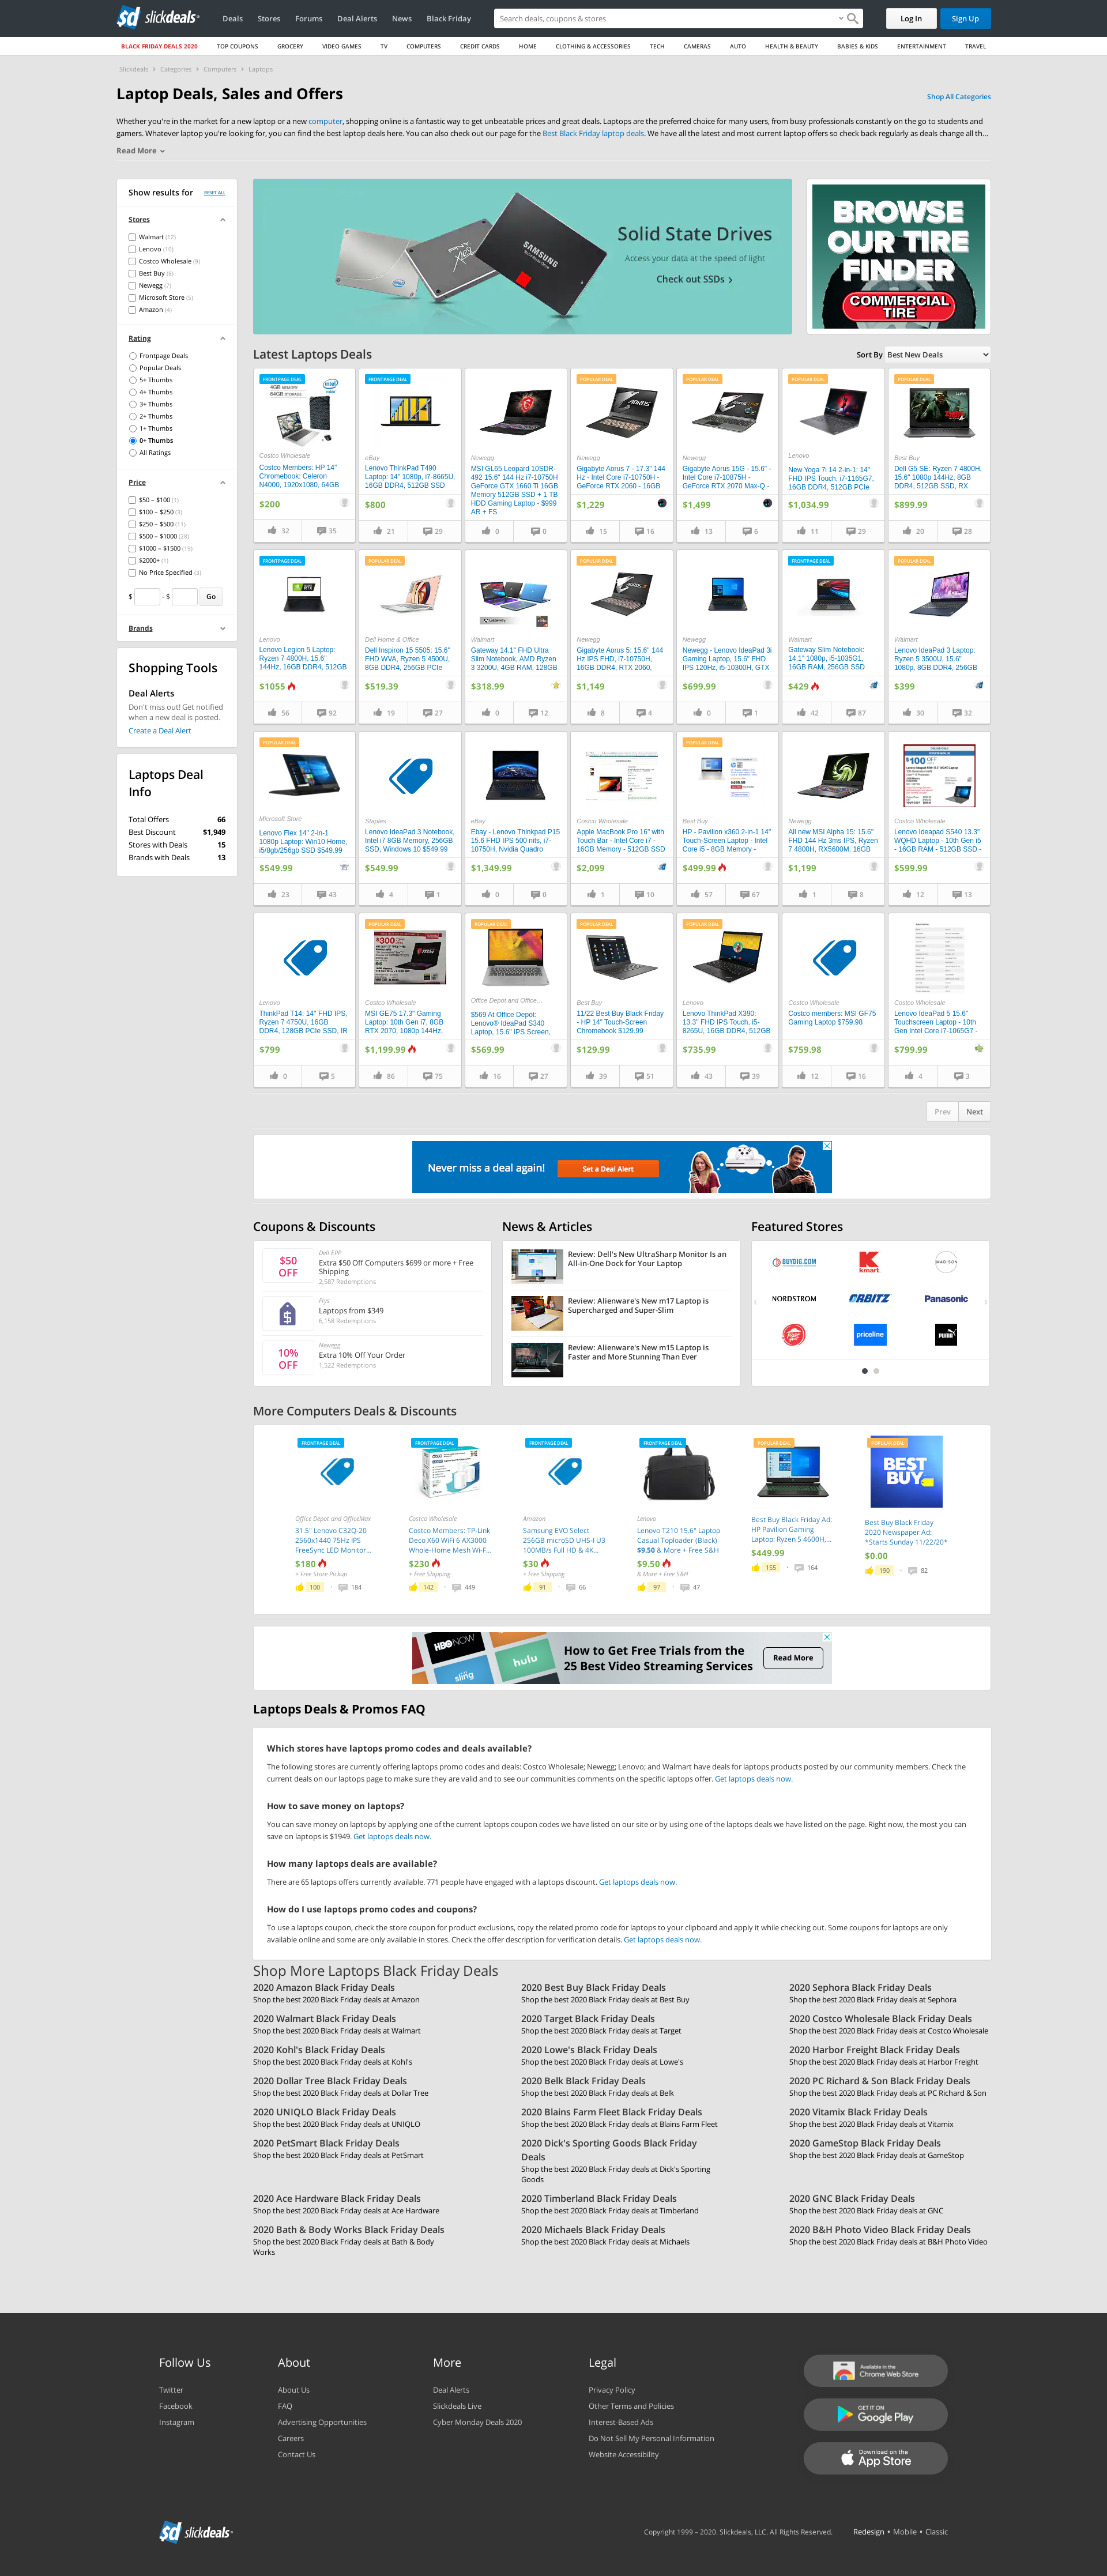 slickdeals
Deals
Stores
Forums
Deal Alerts
News
Black Friday
Search deals, coupons & stores
Log In
Sign Up
BLACK FRIDAY DEALS 2020
TOP COUPONS
GROCERY
VIDEO GAMES
TV
COMPUTERS
CREDIT CARDS
HOME
CLOTHING & ACCESSORIES
TECH
CAMERAS
AUTO
HEALTH & BEAUTY
BABIES & KIDS
ENTERTAINMENT
TRAVEL
Slickdeals › Categories › Computers › Laptops
Laptop Deals, Sales and Offers
Shop All Categories
Whether you're in the market for a new laptop or a new computer, shopping online is a fantastic way to get unbeatable prices and great deals. Laptops are the preferred choice for many users, from busy professionals constantly on the go to students and
gamers. Whatever laptop you're looking for, you can find the best laptop deals here. You can also check out our page for the Best Black Friday laptop deals. We have all the latest and most current laptop offers so check back regularly as deals change all th...
Read More
Show results for
RESET ALL
Stores
Walmart (12)
Lenovo (10)
Costco Wholesale (9)
Best Buy (8)
Newegg (7)
Microsoft Store (5)
Amazon (4)
Rating
Frontpage Deals
Popular Deals
5+ Thumbs
4+ Thumbs
3+ Thumbs
2+ Thumbs
1+ Thumbs
0+ Thumbs
All Ratings
Price
$50 – $100 (1)
$100 – $250 (3)
$250 – $500 (11)
$500 – $1000 (28)
$1000 – $1500 (19)
$2000+ (1)
No Price Specified (3)
$ - $ Go
Brands
Shopping Tools
Deal Alerts
Don't miss out! Get notified
when a new deal is posted.
Create a Deal Alert
Laptops Deal
Info
Total Offers 66
Best Discount $1,949
Stores with Deals 15
Brands with Deals 13
SAMSUNG
Solid State Drives
Access your data at the speed of light
Check out SSDs
BROWSE
OUR TIRE
FINDER
COMMERCIAL
TIRE
Latest Laptops Deals
Sort By Best New Deals
FRONTPAGE DEAL
4GB MEMORY
64GB STORAGE
intel
Costco Wholesale
Costco Members: HP 14"
Chromebook: Celeron
N4000, 1920x1080, 64GB
$200
32 35
FRONTPAGE DEAL
eBay
Lenovo ThinkPad T490
Laptop: 14" 1080p, i7-8665U,
16GB DDR4, 512GB SSD
$800
21 29
Newegg
MSI GL65 Leopard 10SDR-
492 15.6" 144 Hz i7-10750H
GeForce GTX 1660 Ti 16GB
Memory 512GB SSD + 1 TB
HDD Gaming Laptop - $999
AR + FS
0 0
POPULAR DEAL
AORUS
Newegg
Gigabyte Aorus 7 - 17.3" 144
Hz - Intel Core i7-10750H -
GeForce RTX 2060 - 16GB
$1,229
15 16
POPULAR DEAL
Newegg
Gigabyte Aorus 15G - 15.6" -
Intel Core i7-10875H -
GeForce RTX 2070 Max-Q -
$1,499
13 6
POPULAR DEAL
Lenovo
New Yoga 7i 14 2-in-1: 14"
FHD IPS Touch, i7-1165G7,
16GB DDR4, 512GB PCIe
$1,034.99
11 29
POPULAR DEAL
Best Buy
Dell G5 SE: Ryzen 7 4800H,
15.6" 1080p 144Hz, 8GB
DDR4, 512GB SSD, RX
$899.99
20 28
FRONTPAGE DEAL
RTX
Lenovo
Lenovo Legion 5 Laptop:
Ryzen 7 4800H, 15.6"
144Hz, 16GB DDR4, 512GB
$1055
56 92
POPULAR DEAL
Dell Home & Office
Dell Inspiron 15 5505: 15.6"
FHD WVA, Ryzen 5 4500U,
8GB DDR4, 256GB PCIe
$519.39
19 27
Gateway
Walmart
Gateway 14.1" FHD Ultra
Slim Notebook, AMD Ryzen
3 3200U, 4GB RAM, 128GB
$318.99
0 12
POPULAR DEAL
AORUS
Newegg
Gigabyte Aorus 5: 15.6" 144
Hz IPS FHD, i7-10750H,
16GB DDR4, RTX 2060,
$1,149
8 4
Newegg
Newegg - Lenovo IdeaPad 3i
Gaming Laptop, 15.6" FHD
IPS 120Hz, i5-10300H, GTX
$699.99
0 1
FRONTPAGE DEAL
Walmart
Gateway Slim Notebook:
14.1" 1080p, i5-1035G1,
16GB RAM, 256GB SSD
$429
42 87
Walmart
Lenovo IdeaPad 3 Laptop:
Ryzen 5 3500U, 15.6"
1080p, 8GB DDR4, 256GB
$399
30 32
POPULAR DEAL
Microsoft Store
Lenovo Flex 14" 2-in-1
1080p Laptop: Win10 Home,
i5/8gb/256gb SSD $549.99
$549.99
23 43
Staples
Lenovo IdeaPad 3 Notebook,
Intel i7 8GB Memory, 256GB
SSD, Windows 10 $549.99
$549.99
4 1
eBay
Ebay - Lenovo Thinkpad P15
15.6 FHD IPS 500 nits, i7-
10750H, Nvidia Quadro
$1,349.99
0 0
Costco Wholesale
Apple MacBook Pro 16" with
Touch Bar - Intel Core i7 -
16GB Memory - 512GB SSD
$2,099
1 10
POPULAR DEAL
Best Buy
HP - Pavilion x360 2-in-1 14"
Touch-Screen Laptop - Intel
Core i5 - 8GB Memory -
$499.99
57 67
Newegg
All new MSI Alpha 15: 15.6"
FHD 144 Hz 3ms IPS, Ryzen
7 4800H, RX5600M, 16GB
$1,199
1 8
$100 OFF
Costco Wholesale
Lenovo Ideapad S540 13.3"
WQHD Laptop - 10th Gen i5
- 16GB RAM - 512GB SSD -
$599.99
12 13
Lenovo
ThinkPad T14: 14" FHD IPS,
Ryzen 7 4750U, 16GB
DDR4, 128GB PCIe SSD, IR
$799
0 5
POPULAR DEAL
$300 OFF
msi
Costco Wholesale
MSI GE75 17.3" Gaming
Laptop: 10th Gen i7, 8GB
RTX 2070, 1080p 144Hz,
$1,199.99
86 75
POPULAR DEAL
Office Depot and Office...
$569 At Office Depot:
Lenovo® IdeaPad S340
Laptop, 15.6" IPS Screen,
$569.99
16 27
POPULAR DEAL
Best Buy
11/22 Best Buy Black Friday
- HP 14" Touch-Screen
Chromebook $129.99
$129.99
39 51
POPULAR DEAL
Lenovo
Lenovo ThinkPad X390:
13.3" FHD IPS Touch, i5-
8265U, 16GB DDR4, 512GB
$735.99
43 39
Costco Wholesale
Costco members: MSI GF75
Gaming Laptop $759.98
$759.98
12 16
Costco Wholesale
Lenovo IdeaPad 5 15.6"
Touchscreen Laptop - 10th
Gen Intel Core i7-1065G7 -
$799.99
4 3
Prev Next
Never miss a deal again!
Set a Deal Alert
Coupons & Discounts
$50
OFF
Dell EPP
Extra $50 Off Computers $699 or more + Free
Shipping
2,587 Redemptions
Frys
Laptops from $349
6,158 Redemptions
10%
OFF
Newegg
Extra 10% Off Your Order
1,522 Redemptions
News & Articles
Review: Dell's New UltraSharp Monitor Is an
All-in-One Dock for Your Laptop
Review: Alienware's New m17 Laptop is
Supercharged and Super-Slim
Review: Alienware's New m15 Laptop is
Faster and More Stunning Than Ever
Featured Stores
BUYDIG.COM
kmart
MADISON
NORDSTROM
ORBITZ
Panasonic
Pizza Hut
priceline
PUMA
More Computers Deals & Discounts
FRONTPAGE DEAL
Office Depot and OfficeMax
31.5" Lenovo C32Q-20
2560x1440 75Hz IPS
FreeSync LED Monitor...
$180
+ Free Store Pickup
100 · 184
FRONTPAGE DEAL
Costco Wholesale
Costco Members: TP-Link
Deco X60 WiFi 6 AX3000
Whole-Home Mesh Wi-F...
$230
+ Free Shipping
142 · 449
FRONTPAGE DEAL
Amazon
Samsung EVO Select
256GB microSD UHS-I U3
100MB/s Full HD & 4K...
$30
+ Free Shipping
91 · 66
FRONTPAGE DEAL
Lenovo
Lenovo T210 15.6" Laptop
Casual Toploader (Black)
$9.50 & More + Free S&H
$9.50
& More + Free S&H
97 · 47
POPULAR DEAL
Best Buy Black Friday Ad:
HP Pavilion Gaming
Laptop: Ryzen 5 4600H,...
$449.99
155 · 164
POPULAR DEAL
BEST
BUY
Best Buy Black Friday
2020 Newspaper Ad:
*Starts Sunday 11/22/20*
$0.00
190 · 82
HBO NOW
sling
hulu
How to Get Free Trials from the
25 Best Video Streaming Services
Read More
Laptops Deals & Promos FAQ
Which stores have laptops promo codes and deals available?
The following stores are currently offering laptops promo codes and deals: Costco Wholesale; Newegg; Lenovo; and Walmart have deals for laptops products posted by our community members. Check the
current deals on our laptops page to make sure they are valid and to see our communities comments on the specific laptops offer. Get laptops deals now.
How to save money on laptops?
You can save money on laptops by applying one of the current laptops coupon codes we have listed on our site or by using one of the laptops deals we have listed on the page. Right now, the most you can
save on laptops is $1949. Get laptops deals now.
How many laptops deals are available?
There are 65 laptops offers currently available. 771 people have engaged with a laptops discount. Get laptops deals now.
How do I use laptops promo codes and coupons?
To use a laptops coupon, check the store coupon for product exclusions, copy the related promo code for laptops to your clipboard and apply it while checking out. Some coupons for laptops are only
available online and some are only available in stores. Check the offer description for verification details. Get laptops deals now.
Shop More Laptops Black Friday Deals
2020 Amazon Black Friday Deals
Shop the best 2020 Black Friday deals at Amazon
2020 Best Buy Black Friday Deals
Shop the best 2020 Black Friday deals at Best Buy
2020 Sephora Black Friday Deals
Shop the best 2020 Black Friday deals at Sephora
2020 Walmart Black Friday Deals
Shop the best 2020 Black Friday deals at Walmart
2020 Target Black Friday Deals
Shop the best 2020 Black Friday deals at Target
2020 Costco Wholesale Black Friday Deals
Shop the best 2020 Black Friday deals at Costco Wholesale
2020 Kohl's Black Friday Deals
Shop the best 2020 Black Friday deals at Kohl's
2020 Lowe's Black Friday Deals
Shop the best 2020 Black Friday deals at Lowe's
2020 Harbor Freight Black Friday Deals
Shop the best 2020 Black Friday deals at Harbor Freight
2020 Dollar Tree Black Friday Deals
Shop the best 2020 Black Friday deals at Dollar Tree
2020 Belk Black Friday Deals
Shop the best 2020 Black Friday deals at Belk
2020 PC Richard & Son Black Friday Deals
Shop the best 2020 Black Friday deals at PC Richard & Son
2020 UNIQLO Black Friday Deals
Shop the best 2020 Black Friday deals at UNIQLO
2020 Blains Farm Fleet Black Friday Deals
Shop the best 2020 Black Friday deals at Blains Farm Fleet
2020 Vitamix Black Friday Deals
Shop the best 2020 Black Friday deals at Vitamix
2020 PetSmart Black Friday Deals
Shop the best 2020 Black Friday deals at PetSmart
2020 Dick's Sporting Goods Black Friday
Deals
Shop the best 2020 Black Friday deals at Dick's Sporting
Goods
2020 GameStop Black Friday Deals
Shop the best 2020 Black Friday deals at GameStop
2020 Ace Hardware Black Friday Deals
Shop the best 2020 Black Friday deals at Ace Hardware
2020 Timberland Black Friday Deals
Shop the best 2020 Black Friday deals at Timberland
2020 GNC Black Friday Deals
Shop the best 2020 Black Friday deals at GNC
2020 Bath & Body Works Black Friday Deals
Shop the best 2020 Black Friday deals at Bath & Body
Works
2020 Michaels Black Friday Deals
Shop the best 2020 Black Friday deals at Michaels
2020 B&H Photo Video Black Friday Deals
Shop the best 2020 Black Friday deals at B&H Photo Video
Follow Us
Twitter
Facebook
Instagram
About
About Us
FAQ
Advertising Opportunities
Careers
Contact Us
More
Deal Alerts
Slickdeals Live
Cyber Monday Deals 2020
Legal
Privacy Policy
Other Terms and Policies
Interest-Based Ads
Do Not Sell My Personal Information
Website Accessibility
Available in the
Chrome Web Store
GET IT ON
Google Play
Download on the
App Store
slickdeals
Copyright 1999 – 2020. Slickdeals, LLC. All Rights Reserved.
Redesign • Mobile • Classic